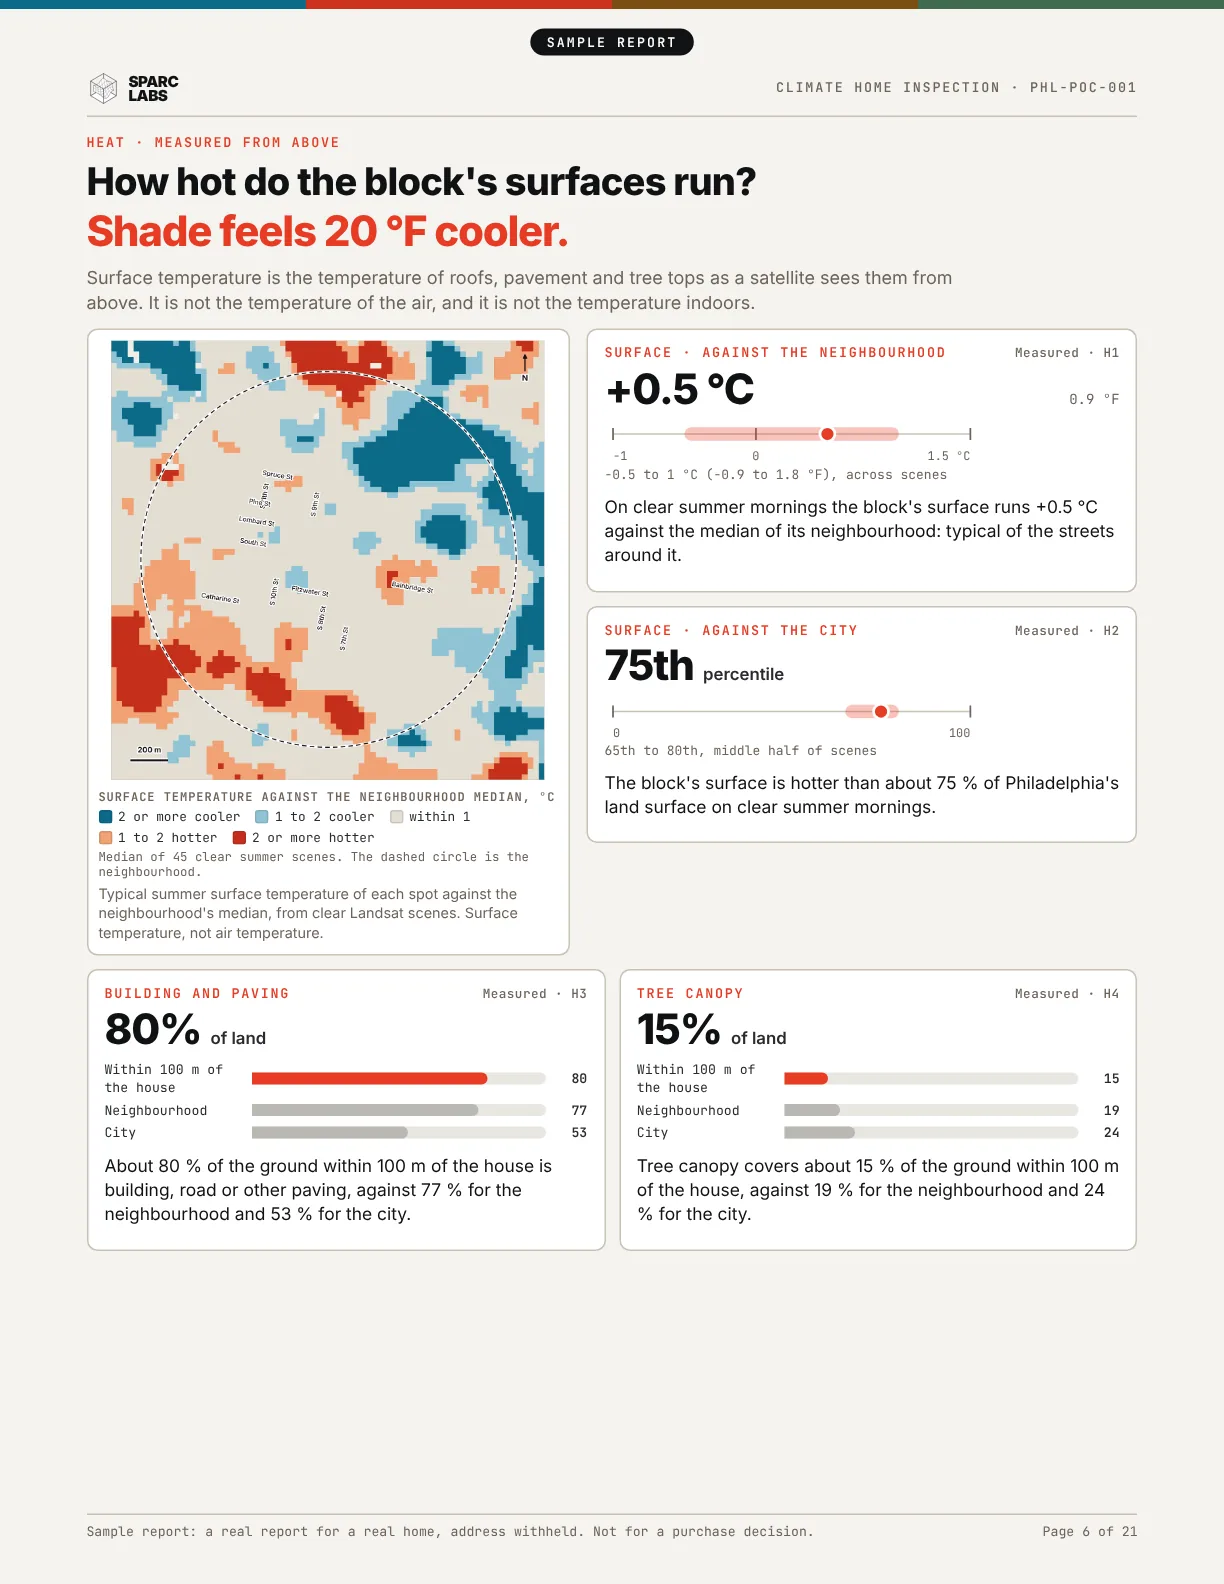 SAMPLE REPORT
SPARC
LABS
CLIMATE HOME INSPECTION · PHL-POC-001
HEAT · MEASURED FROM ABOVE
How hot do the block's surfaces run?
Shade feels 20 °F cooler.
Surface temperature is the temperature of roofs, pavement and tree tops as a satellite sees them from
above. It is not the temperature of the air, and it is not the temperature indoors.
N
Spruce St
Pine St
S 9th St
Lombard St
South St
S 10th St
Fitzwater St
Bainbridge St
Catharine St
S 8th St
S 7th St
200 m
SURFACE TEMPERATURE AGAINST THE NEIGHBOURHOOD MEDIAN, °C
2 or more cooler
1 to 2 cooler
within 1
1 to 2 hotter
2 or more hotter
Median of 45 clear summer scenes. The dashed circle is the
neighbourhood.
Typical summer surface temperature of each spot against the
neighbourhood's median, from clear Landsat scenes. Surface
temperature, not air temperature.
SURFACE · AGAINST THE NEIGHBOURHOOD
Measured · H1
+0.5 °C
0.9 °F
-1
0
1.5 °C
-0.5 to 1 °C (-0.9 to 1.8 °F), across scenes
On clear summer mornings the block's surface runs +0.5 °C
against the median of its neighbourhood: typical of the streets
around it.
SURFACE · AGAINST THE CITY
Measured · H2
75th percentile
0
100
65th to 80th, middle half of scenes
The block's surface is hotter than about 75 % of Philadelphia's
land surface on clear summer mornings.
BUILDING AND PAVING
Measured · H3
80% of land
Within 100 m of
the house
80
Neighbourhood
77
City
53
About 80 % of the ground within 100 m of the house is
building, road or other paving, against 77 % for the
neighbourhood and 53 % for the city.
TREE CANOPY
Measured · H4
15% of land
Within 100 m of
the house
15
Neighbourhood
19
City
24
Tree canopy covers about 15 % of the ground within 100 m
of the house, against 19 % for the neighbourhood and 24
% for the city.
Sample report: a real report for a real home, address withheld. Not for a purchase decision.
Page 6 of 21